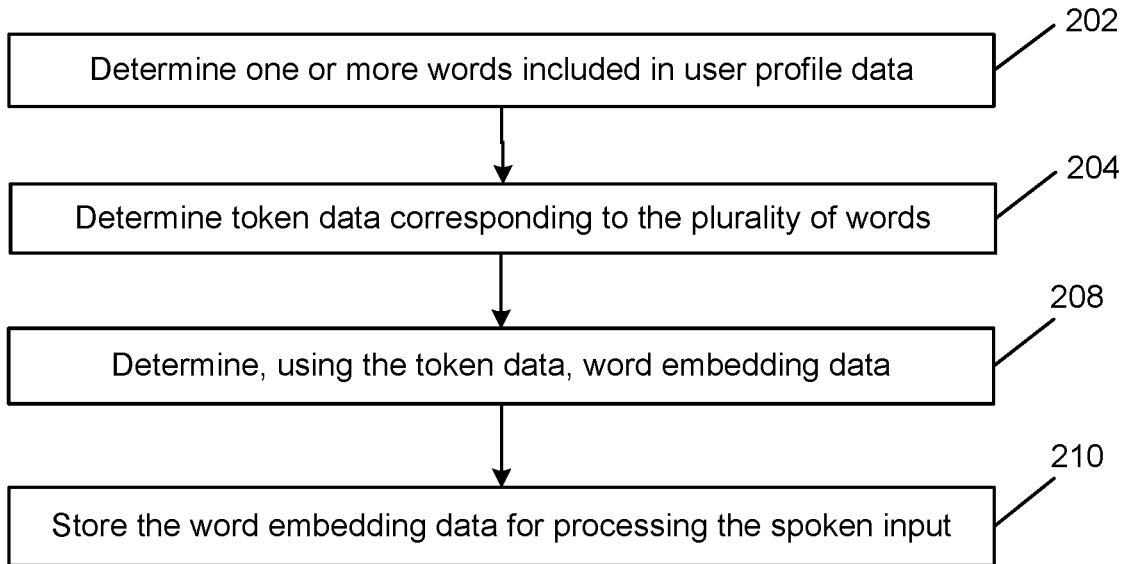 202
Determine one or more words included in user profile data
204
Determine token data corresponding to the plurality of words
208
Determine, using the token data, word embedding data
210
Store the word embedding data for processing the spoken input